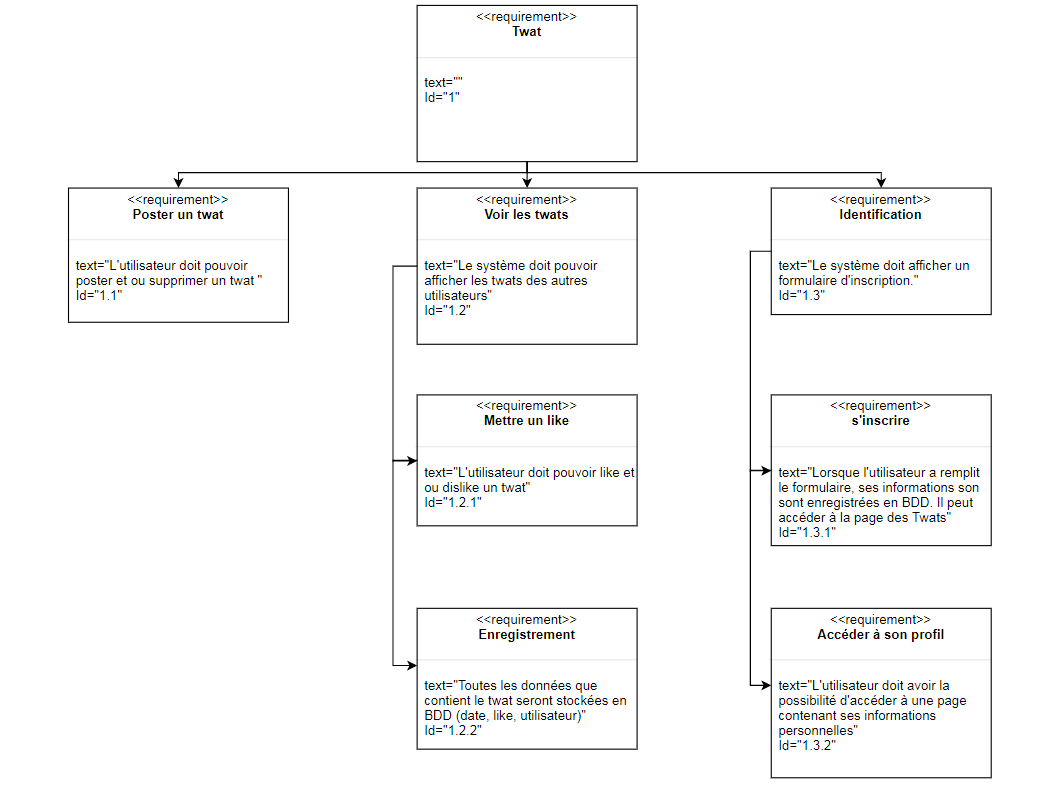 <<requirement>>
Twat
text=""
Id="1"
<<requirement>>
Poster un twat
text="L'utilisateur doit pouvoir
poster et ou supprimer un twat "
Id="1.1"
<<requirement>>
Voir les twats
text="Le système doit pouvoir
afficher les twats des autres
utilisateurs"
Id="1.2"
<<requirement>>
Identification
text="Le système doit afficher un
formulaire d'inscription."
Id="1.3"
<<requirement>>
Mettre un like
text="L'utilisateur doit pouvoir like et
ou dislike un twat"
Id="1.2.1"
<<requirement>>
s'inscrire
text="Lorsque l'utilisateur a remplit
le formulaire, ses informations son
sont enregistrées en BDD. Il peut
accéder à la page des Twats"
Id="1.3.1"
<<requirement>>
Enregistrement
text="Toutes les données que
contient le twat seront stockées en
BDD (date, like, utilisateur)"
Id="1.2.2"
<<requirement>>
Accéder à son profil
text="L'utilisateur doit avoir la
possibilité d'accéder à une page
contenant ses informations
personnelles"
Id="1.3.2"